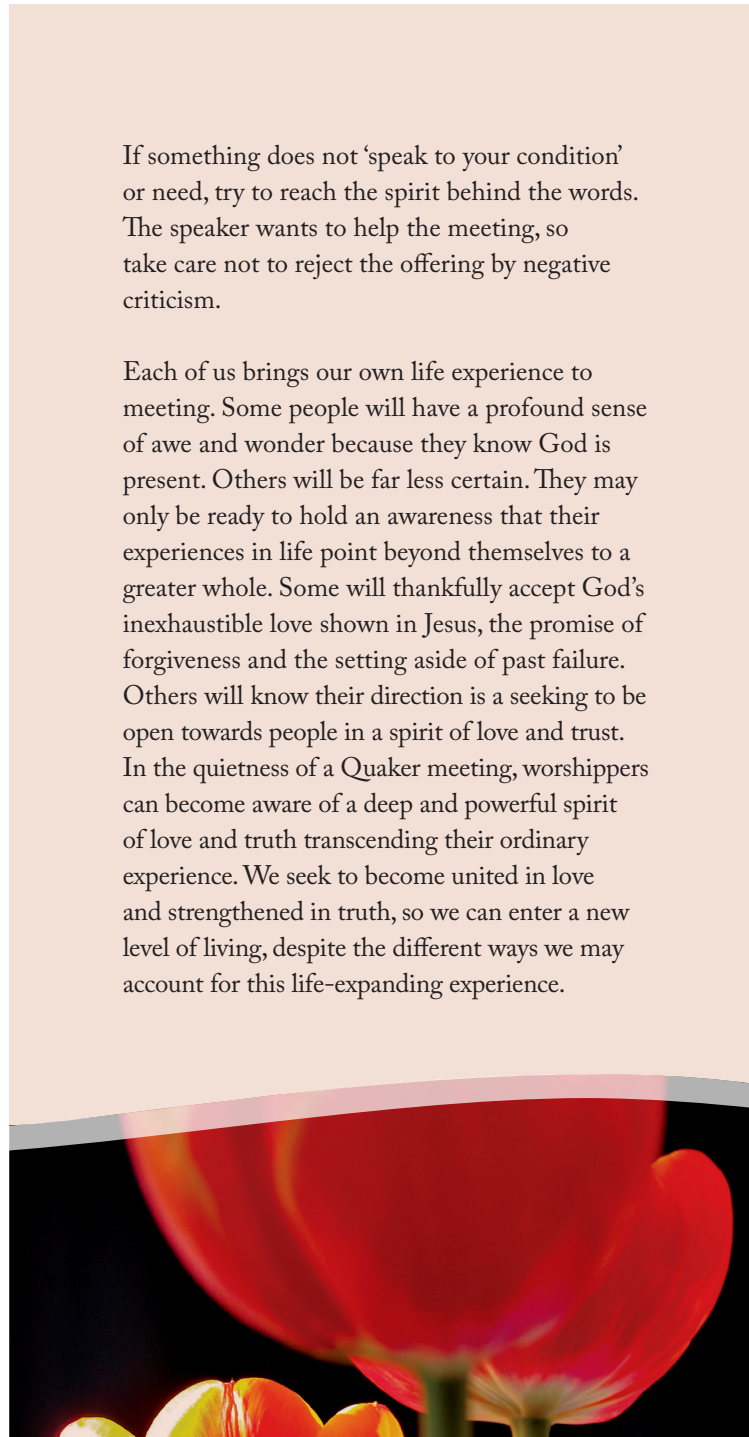 If something does not ‘speak to your condition’
or need, try to reach the spirit behind the words.
The speaker wants to help the meeting, so
take care not to reject the offering by negative
criticism.

Each of us brings our own life experience to
meeting. Some people will have a profound sense
of awe and wonder because they know God is
present. Others will be far less certain. They may
only be ready to hold an awareness that their
experiences in life point beyond themselves to a
greater whole. Some will thankfully accept God’s
inexhaustible love shown in Jesus, the promise of
forgiveness and the setting aside of past failure.
Others will know their direction is a seeking to be
open towards people in a spirit of love and trust.
In the quietness of a Quaker meeting, worshippers
can become aware of a deep and powerful spirit
of love and truth transcending their ordinary
experience. We seek to become united in love
and strengthened in truth, so we can enter a new
level of living, despite the different ways we may
account for this life-expanding experience.